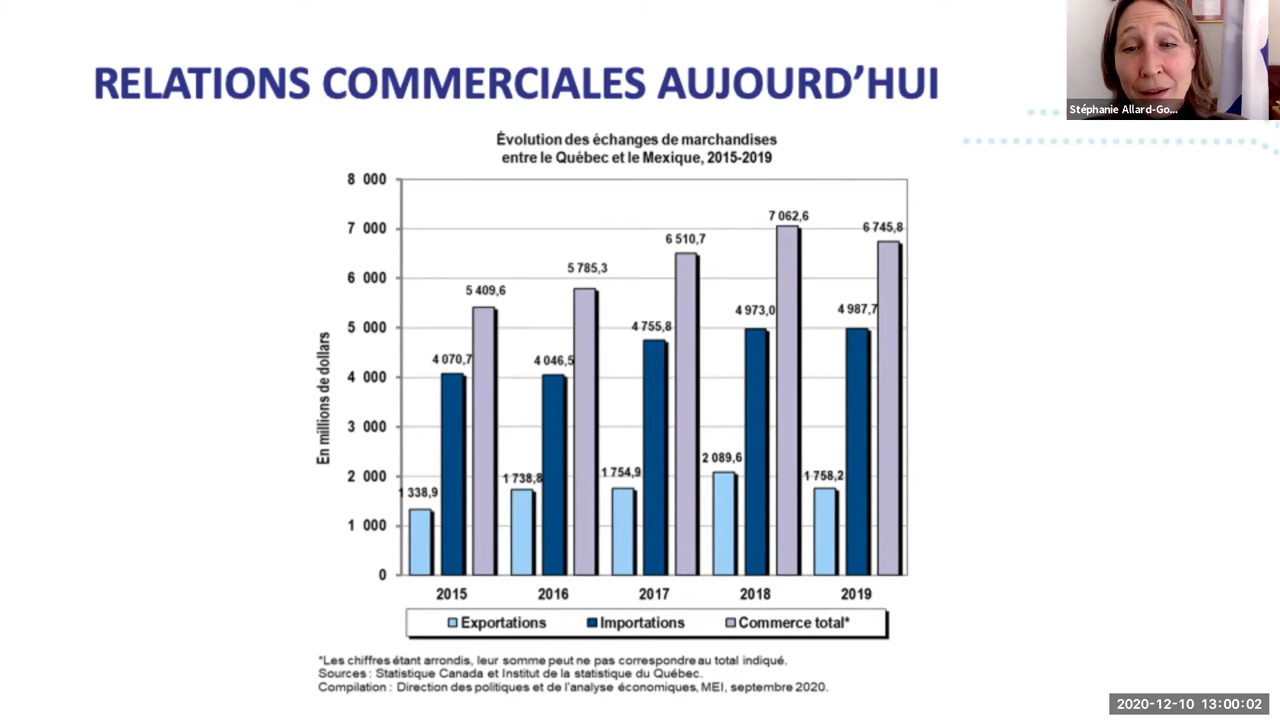 RELATIONS COMMERCIALES AUJOURD'HUI
Stéphanie Allard-Go...
Évolution des échanges de marchandises
entre le Québec et le Mexique, 2015-2019
En millions de dollars
8 000
7 000
6 000
5 000
4 000
3 000
2 000
1 000
0
1 338,9
4 070,7
5 409,6
1 738,8
4 046,5
5 785,3
1 754,9
4 755,8
6 510,7
2 089,6
4 973,0
7 062,6
1 758,2
4 987,7
6 745,8
2015 2016 2017 2018 2019
Exportations Importations Commerce total*
*Les chiffres étant arrondis, leur somme peut ne pas correspondre au total indiqué.
Sources : Statistique Canada et Institut de la statistique du Québec.
Compilation : Direction des politiques et de l'analyse économiques, MEI, septembre 2020.
2020-12-10 13:00:02